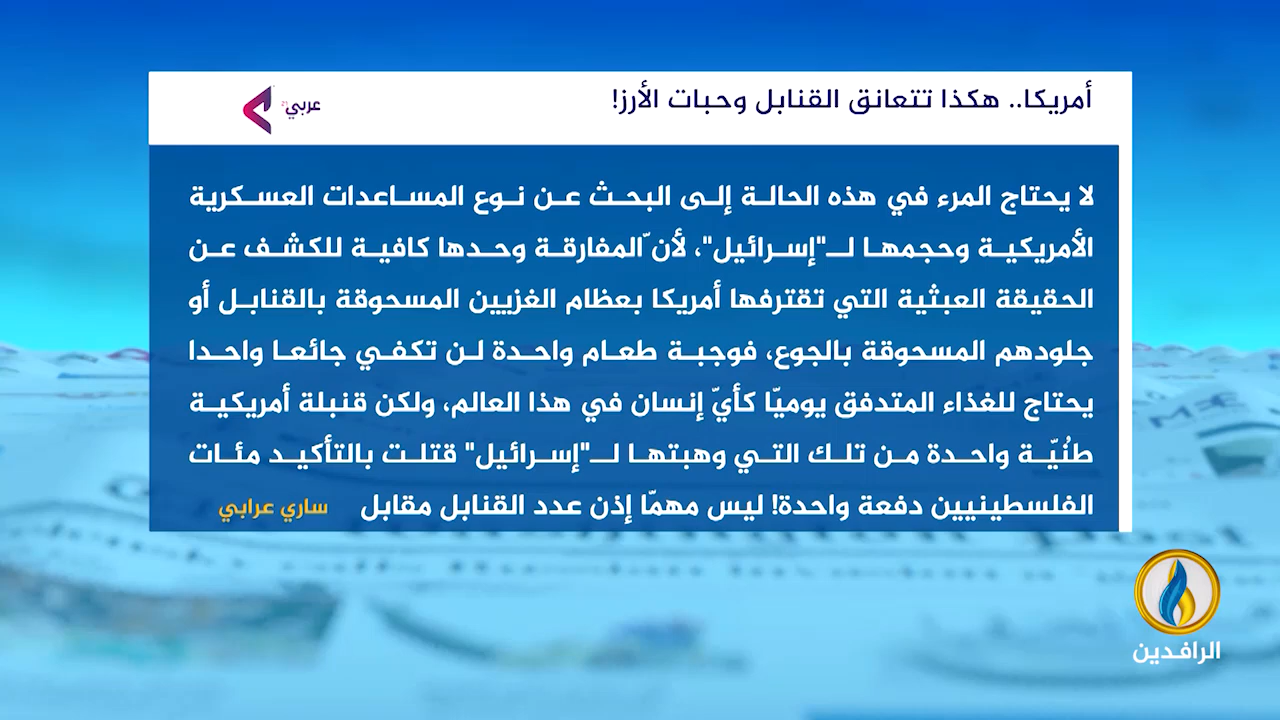 أمريكا.. هكذا تتعانق القنابل وحبات الأرز!
عربي21
لا يحتاج المرء في هذه الحالة إلى البحث عن نوع المساعدات العسكرية
الأمريكية وحجمها لـ"إسرائيل"، لأنّ المفارقة وحدها كافية للكشف عن
الحقيقة العبثية التي تقترفها أمريكا بعظام الغزيين المسحوقة بالقنابل أو
جلودهم المسحوقة بالجوع، فوجبة طعام واحدة لن تكفي جائعا واحدا
يحتاج للغذاء المتدفق يوميّا كأيّ إنسان في هذا العالم، ولكن قنبلة أمريكية
طنُيّة واحدة من تلك التي وهبتها لـ"إسرائيل" قتلت بالتأكيد مئات
الفلسطينيين دفعة واحدة! ليس مهمّا إذن عدد القنابل مقابل
ساري عرابي
الرافدين